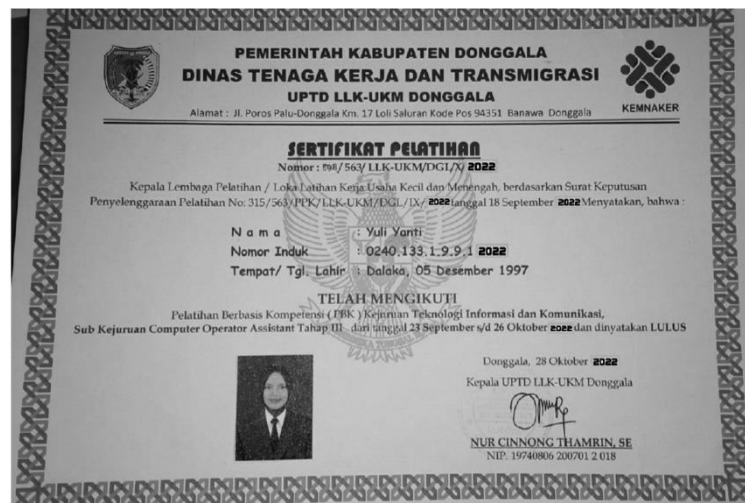 PEMERINTAH KABUPATEN DONGGALA
DINAS TENAGA KERJA DAN TRANSMIGRASI
UPTD LLK-UKM DONGGALA
Alamat : Jl. Poros Palu-Donggala Km. 17 Loli Saluran Kode Pos 94351 Banawa Donggala
KEMNAKER
SERTIFIKAT PELATIHAN
Nomor : /563/ LLK-UKM/DGL/X/ 2022
Kepala Lembaga Pelatihan / Loka Latihan Kerja Usaha Kecil dan Menengah, berdasarkan Surat Keputusan
Penyelenggaraan Pelatihan No: 315/563/PPK/LLK-UKM/DGL/IX/ 2022 tanggal 18 September 2022 Menyatakan, bahwa :
N a m a : Yuli Yanti
Nomor Induk : 0240.133.1.9.9.1 2022
Tempat/ Tgl. Lahir : Dalaka, 05 Desember 1997
TELAH MENGIKUTI
Pelatihan Berbasis Kompetensi ( PBK ) Kejuruan Teknologi Informasi dan Komunikasi,
Sub Kejuruan Computer Operator Assistant Tahap III dari tanggal 23 September s/d 26 Oktober 2022 dan dinyatakan LULUS
Donggala, 28 Oktober 2022
Kepala UPTD LLK-UKM Donggala
NUR CINNONG THAMRIN, SE
NIP. 19740806 200701 2 018